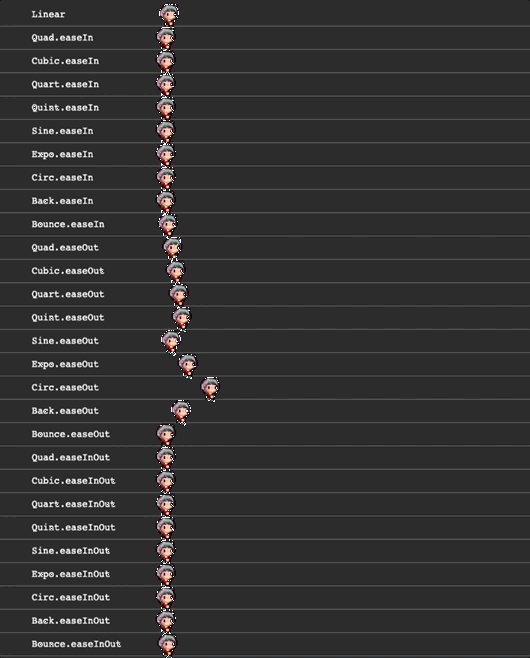 Linear
Quad.easeIn
Cubic.easeIn
Quart.easeIn
Quint.easeIn
Sine.easeIn
Expo.easeIn
Circ.easeIn
Back.easeIn
Bounce.easeIn
Quad.easeOut
Cubic.easeOut
Quart.easeOut
Quint.easeOut
Sine.easeOut
Expo.easeOut
Circ.easeOut
Back.easeOut
Bounce.easeOut
Quad.easeInOut
Cubic.easeInOut
Quart.easeInOut
Quint.easeInOut
Sine.easeInOut
Expo.easeInOut
Circ.easeInOut
Back.easeInOut
Bounce.easeInOut